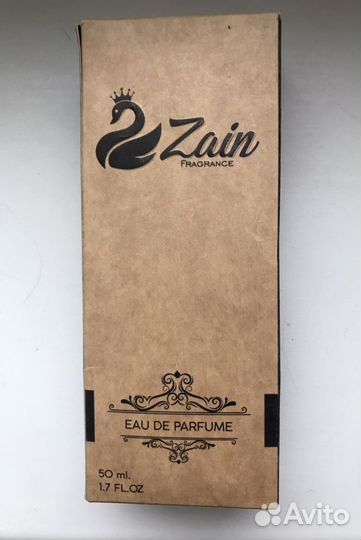 Zain
FRAGRANCE
EAU DE PARFUME
50 ml.
1.7 FL.OZ
Avito